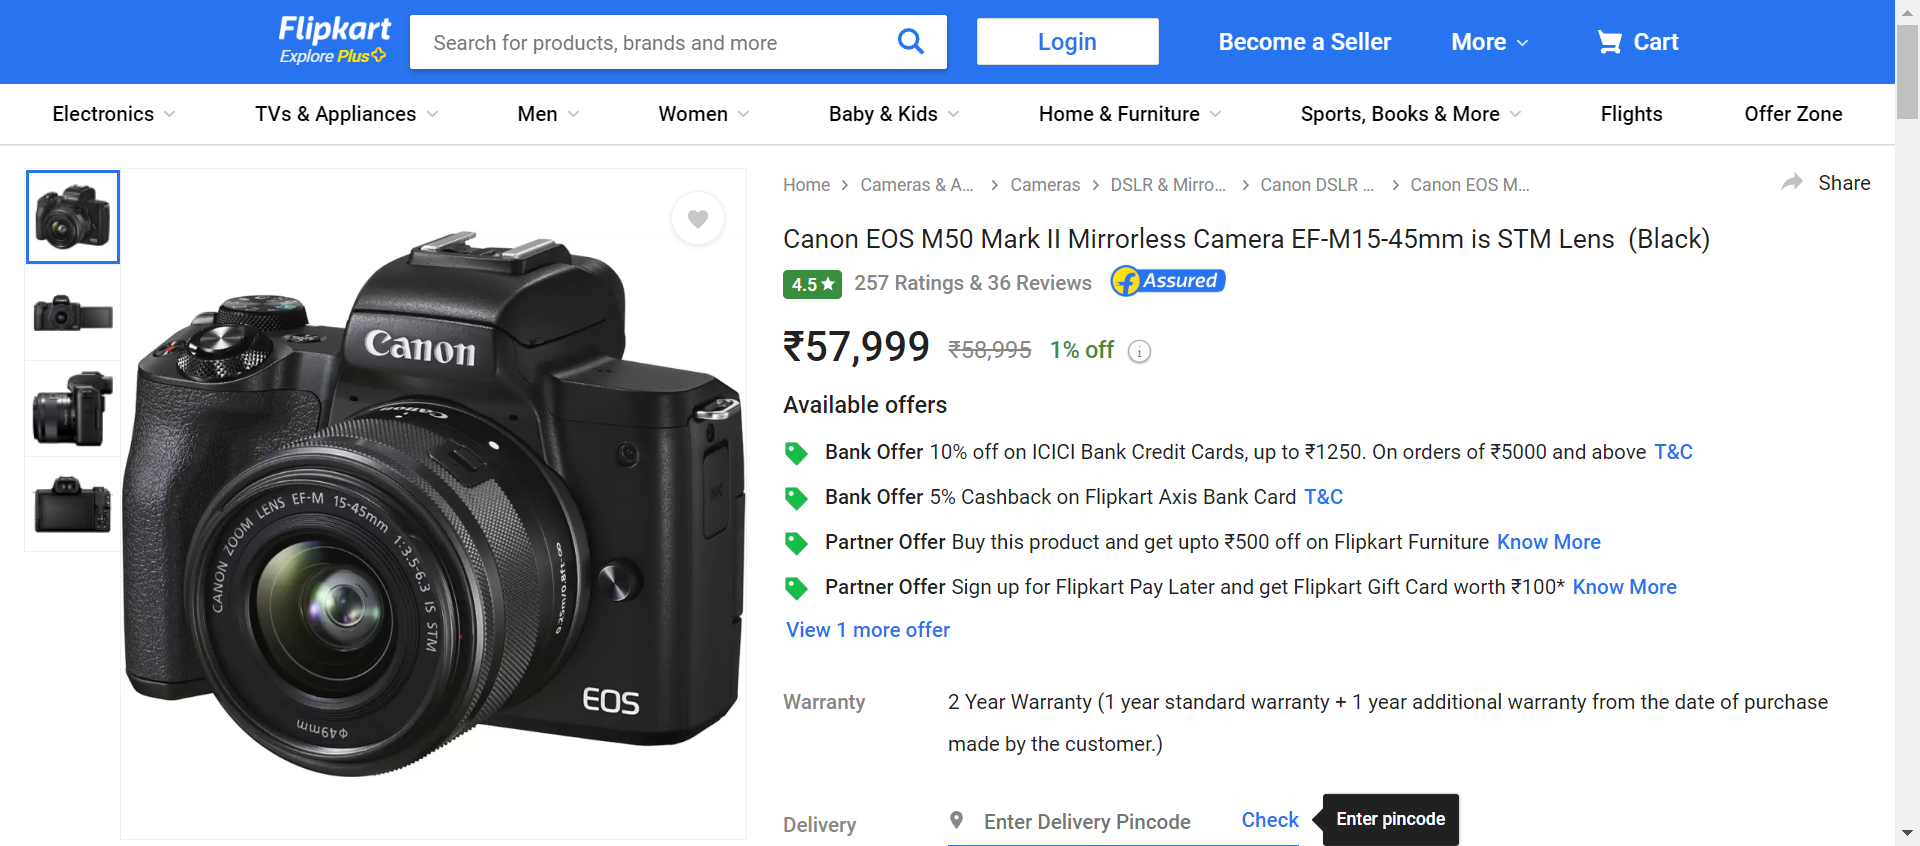 Flipkart
Explore Plus
Search for products, brands and more
Login
Become a Seller
More
Cart
Electronics
TVs & Appliances
Men
Women
Baby & Kids
Home & Furniture
Sports, Books & More
Flights
Offer Zone
Home
Cameras & A...
Cameras
DSLR & Mirro...
Canon DSLR ...
Canon EOS M...
Share
Canon EOS M50 Mark II Mirrorless Camera EF-M15-45mm is STM Lens (Black)
4.5★ 257 Ratings & 36 Reviews
Assured
₹57,999 ₹58,995 1% off
Available offers
Bank Offer 10% off on ICICI Bank Credit Cards, up to ₹1250. On orders of ₹5000 and above T&C
Bank Offer 5% Cashback on Flipkart Axis Bank Card T&C
Partner Offer Buy this product and get upto ₹500 off on Flipkart Furniture Know More
Partner Offer Sign up for Flipkart Pay Later and get Flipkart Gift Card worth ₹100* Know More
View 1 more offer
Warranty
2 Year Warranty (1 year standard warranty + 1 year additional warranty from the date of purchase
made by the customer.)
Delivery
Enter Delivery Pincode
Check
Enter pincode
Canon
Canon
CANON ZOOM LENS EF-M 15-45mm 1:3.5-6.3 IS STM
0.25m/0.8ft-∞
ф49mm
EOS